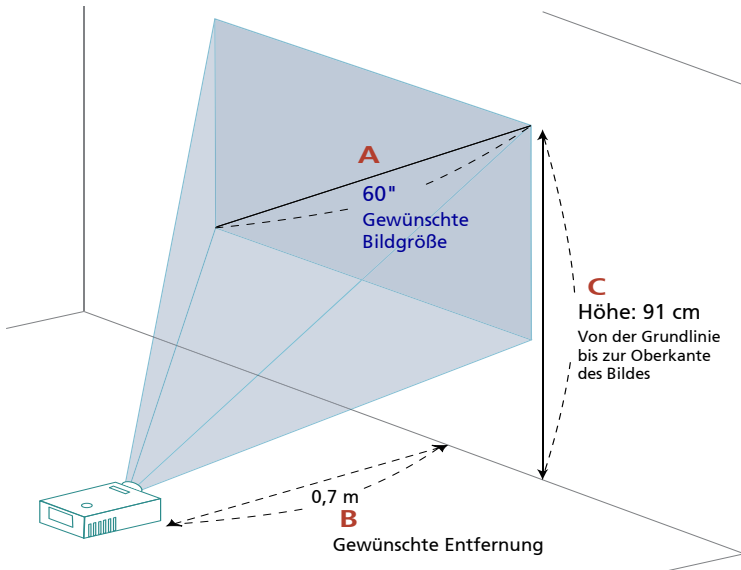 A
60"
Gewünschte
Bildgröße
C
Höhe: 91 cm
Von der Grundlinie
bis zur Oberkante
des Bildes
0,7 m
B
Gewünschte Entfernung